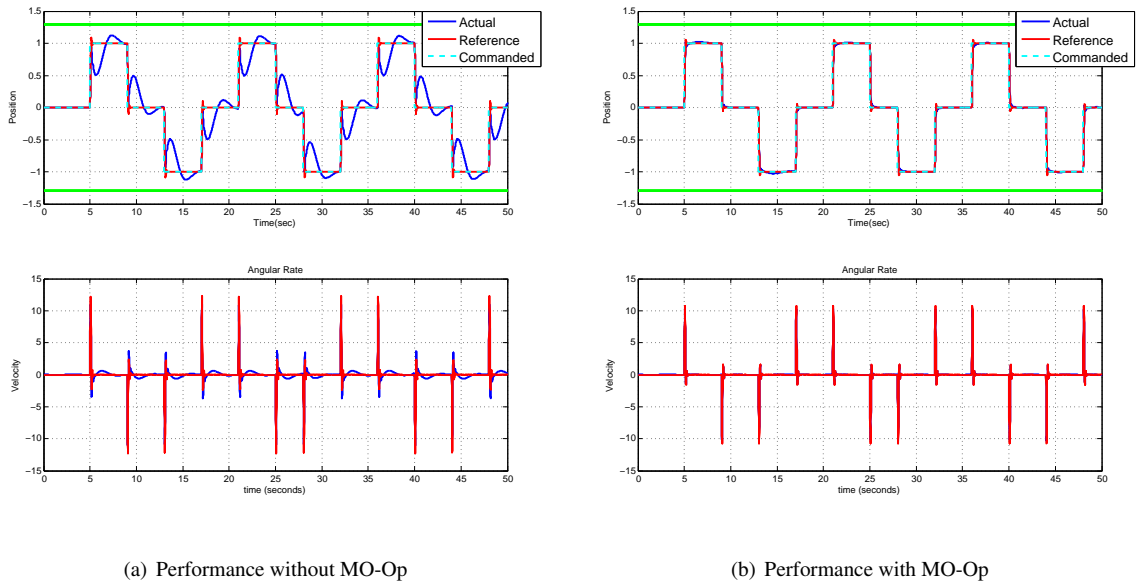 1.5
1
0.5
0
−0.5
−1
−1.5
Position
0 5 10 15 20 25 30 35 40 45 50
Time(sec)
Actual
Reference
Commanded
Angular Rate
15
10
5
0
−5
−10
−15
Velocity
0 5 10 15 20 25 30 35 40 45 50
time (seconds)
(a) Performance without MO-Op
1.5
1
0.5
0
−0.5
−1
−1.5
Position
0 5 10 15 20 25 30 35 40 45 50
Time(sec)
Actual
Reference
Commanded
Angular Rate
15
10
5
0
−5
−10
−15
Velocity
0 5 10 15 20 25 30 35 40 45 50
time (seconds)
(b) Performance with MO-Op